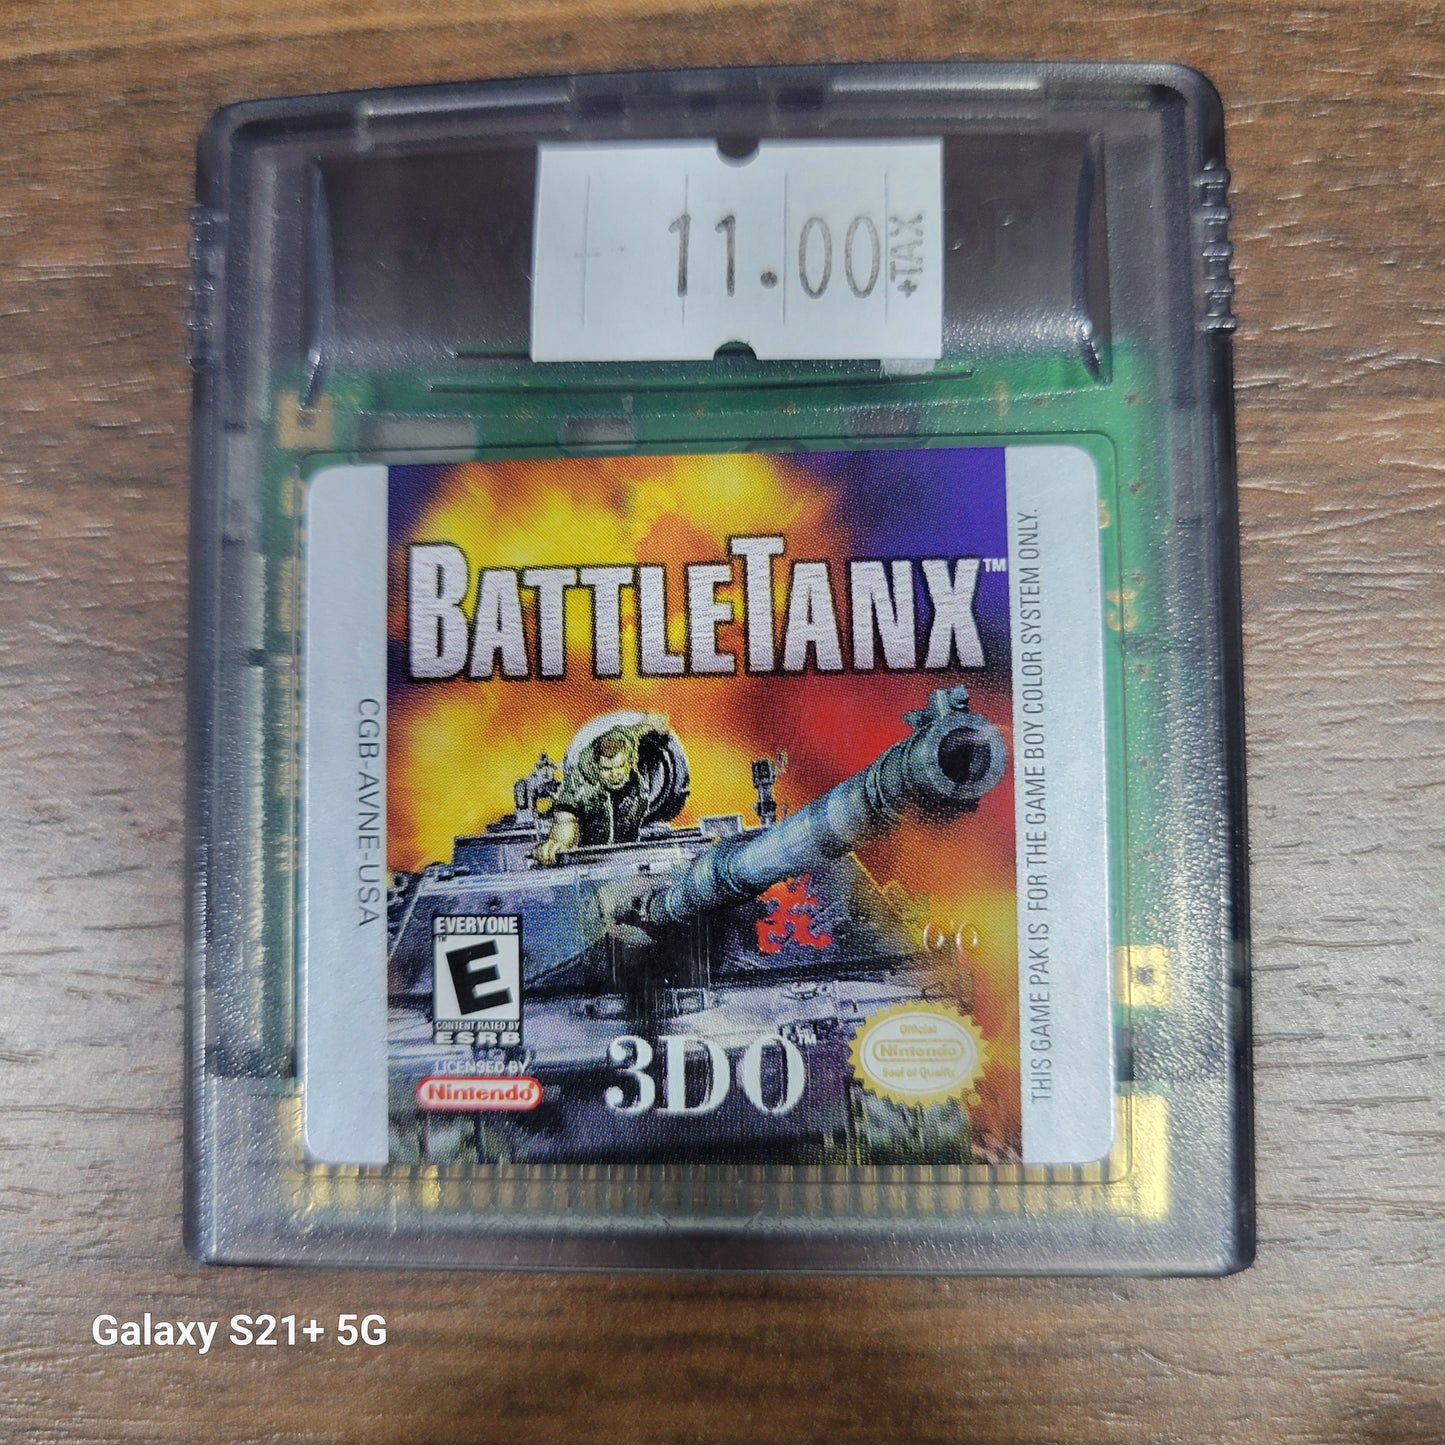 11.00
+TAX
BATTLETANX™
CGB-AVNE-USA
THIS GAME PAK IS FOR THE GAME BOY COLOR SYSTEM ONLY.
EVERYONE
™
E
CONTENT RATED BY
ESRB
LICENSED BY
Nintendo®
3DO™
Official
Nintendo
Seal of Quality
Galaxy S21+ 5G